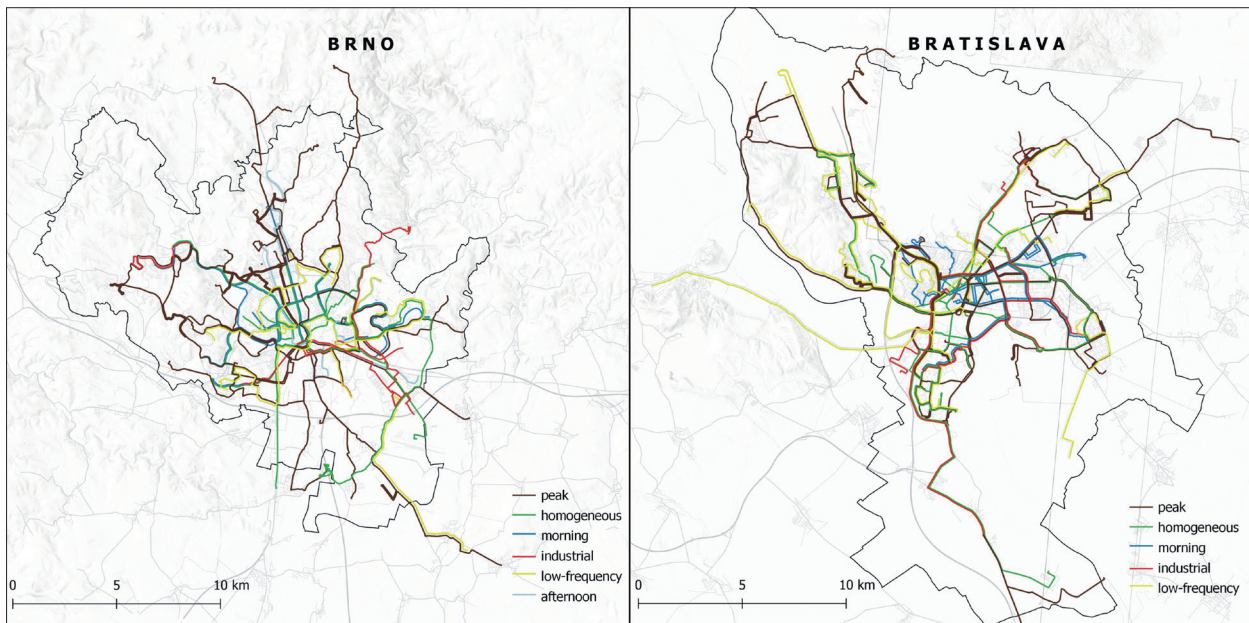 BRNO
peak
homogeneous
morning
industrial
low-frequency
afternoon
0 5 10 km
BRATISLAVA
peak
homogeneous
morning
industrial
low-frequency
0 5 10 km